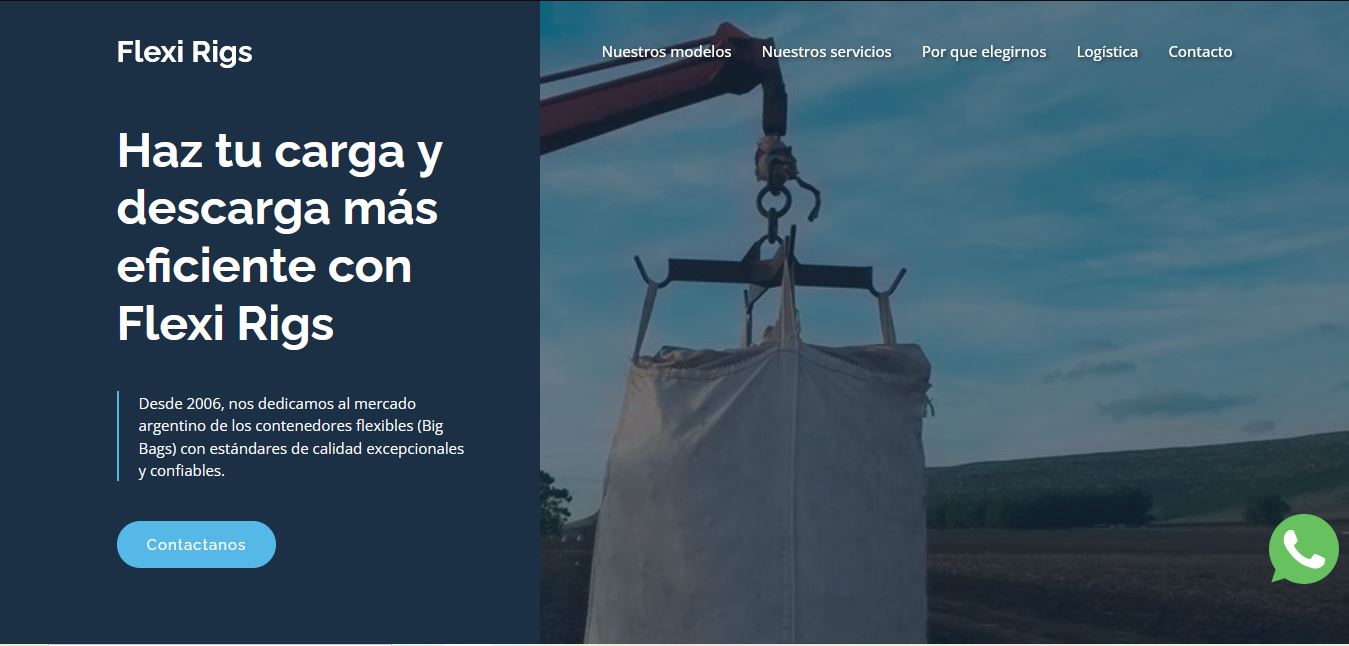 Flexi Rigs
Nuestros modelos
Nuestros servicios
Por que elegirnos
Logística
Contacto
Haz tu carga y
descarga más
eficiente con
Flexi Rigs
Desde 2006, nos dedicamos al mercado
argentino de los contenedores flexibles (Big
Bags) con estándares de calidad excepcionales
y confiables.
Contactanos